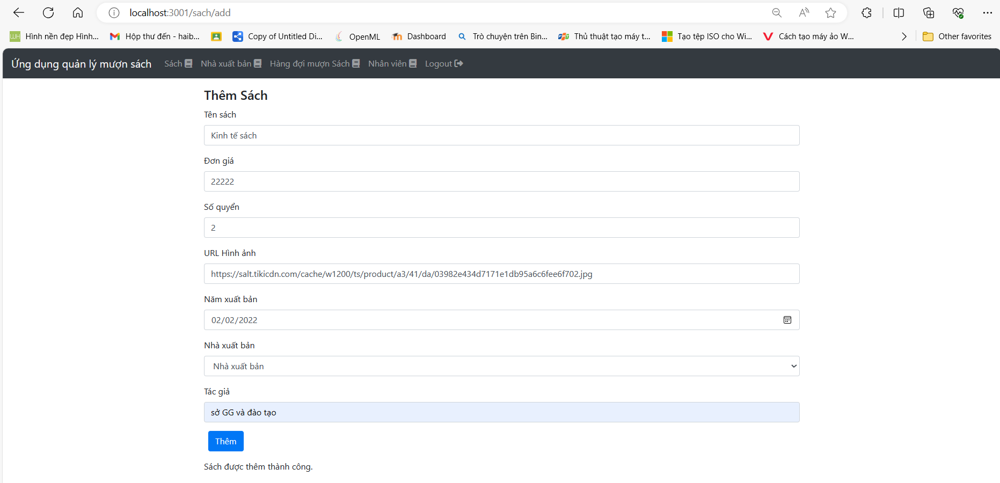 localhost:3001/sach/add
Hình nền đẹp Hình... Hộp thư đến - haib... Copy of Untitled Di... OpenML Dashboard Trò chuyện trên Bin... Thủ thuật tạo máy t... Tạo tệp ISO cho Wi... Cách tạo máy ảo W... Other favorites
Ứng dụng quản lý mượn sách Sách Nhà xuất bản Hàng đợi mượn Sách Nhân viên Logout
Thêm Sách
Tên sách
Kinh tế sách
Đơn giá
22222
Số quyển
2
URL Hình ảnh
https://salt.tikicdn.com/cache/w1200/ts/product/a3/41/da/03982e434d7171e1db95a6c6fee6f702.jpg
Năm xuất bản
02/02/2022
Nhà xuất bản
Nhà xuất bản
Tác giả
sở GG và đào tạo
Thêm
Sách được thêm thành công.